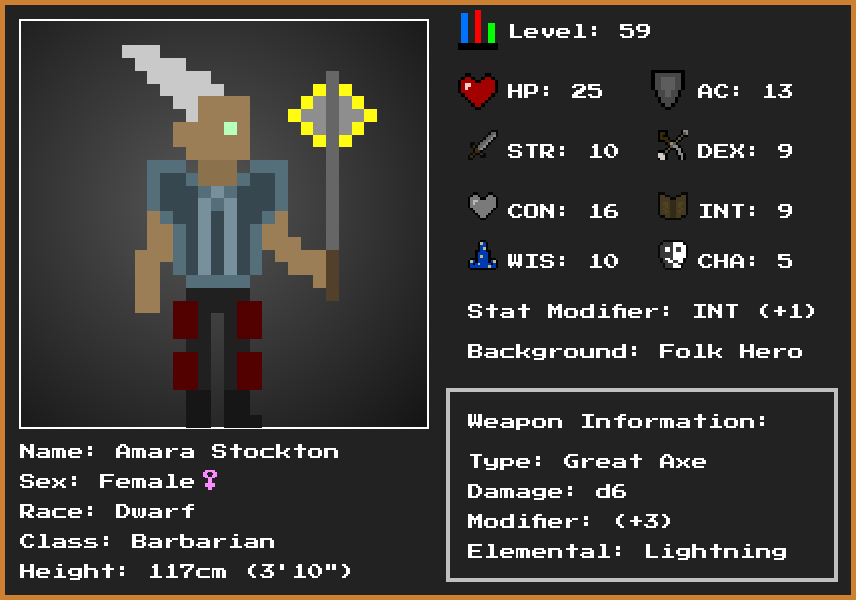 Level: 59
HP: 25 AC: 13
STR: 10 DEX: 9
CON: 16 INT: 9
WIS: 10 CHA: 5
Stat Modifier: INT (+1)
Background: Folk Hero
Weapon Information:
Type: Great Axe
Damage: d6
Modifier: (+3)
Elemental: Lightning
Name: Amara Stockton
Sex: Female♀
Race: Dwarf
Class: Barbarian
Height: 117cm (3'10")